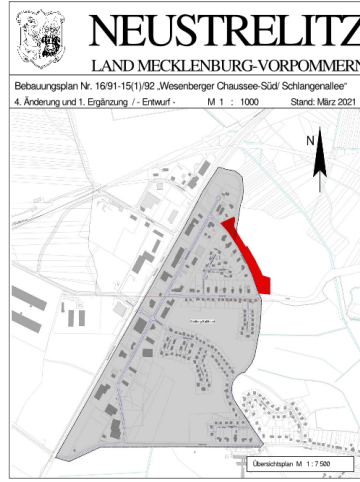 NEUSTRELITZ
LAND MECKLENBURG-VORPOMMERN
Bebauungsplan Nr. 16/91-15(1)/92 „Wesenberger Chaussee-Süd/ Schlangenallee"
4. Änderung und 1. Ergänzung / - Entwurf - M 1 : 1000 Stand: März 2021
N
Übersichtsplan M 1 : 7 500